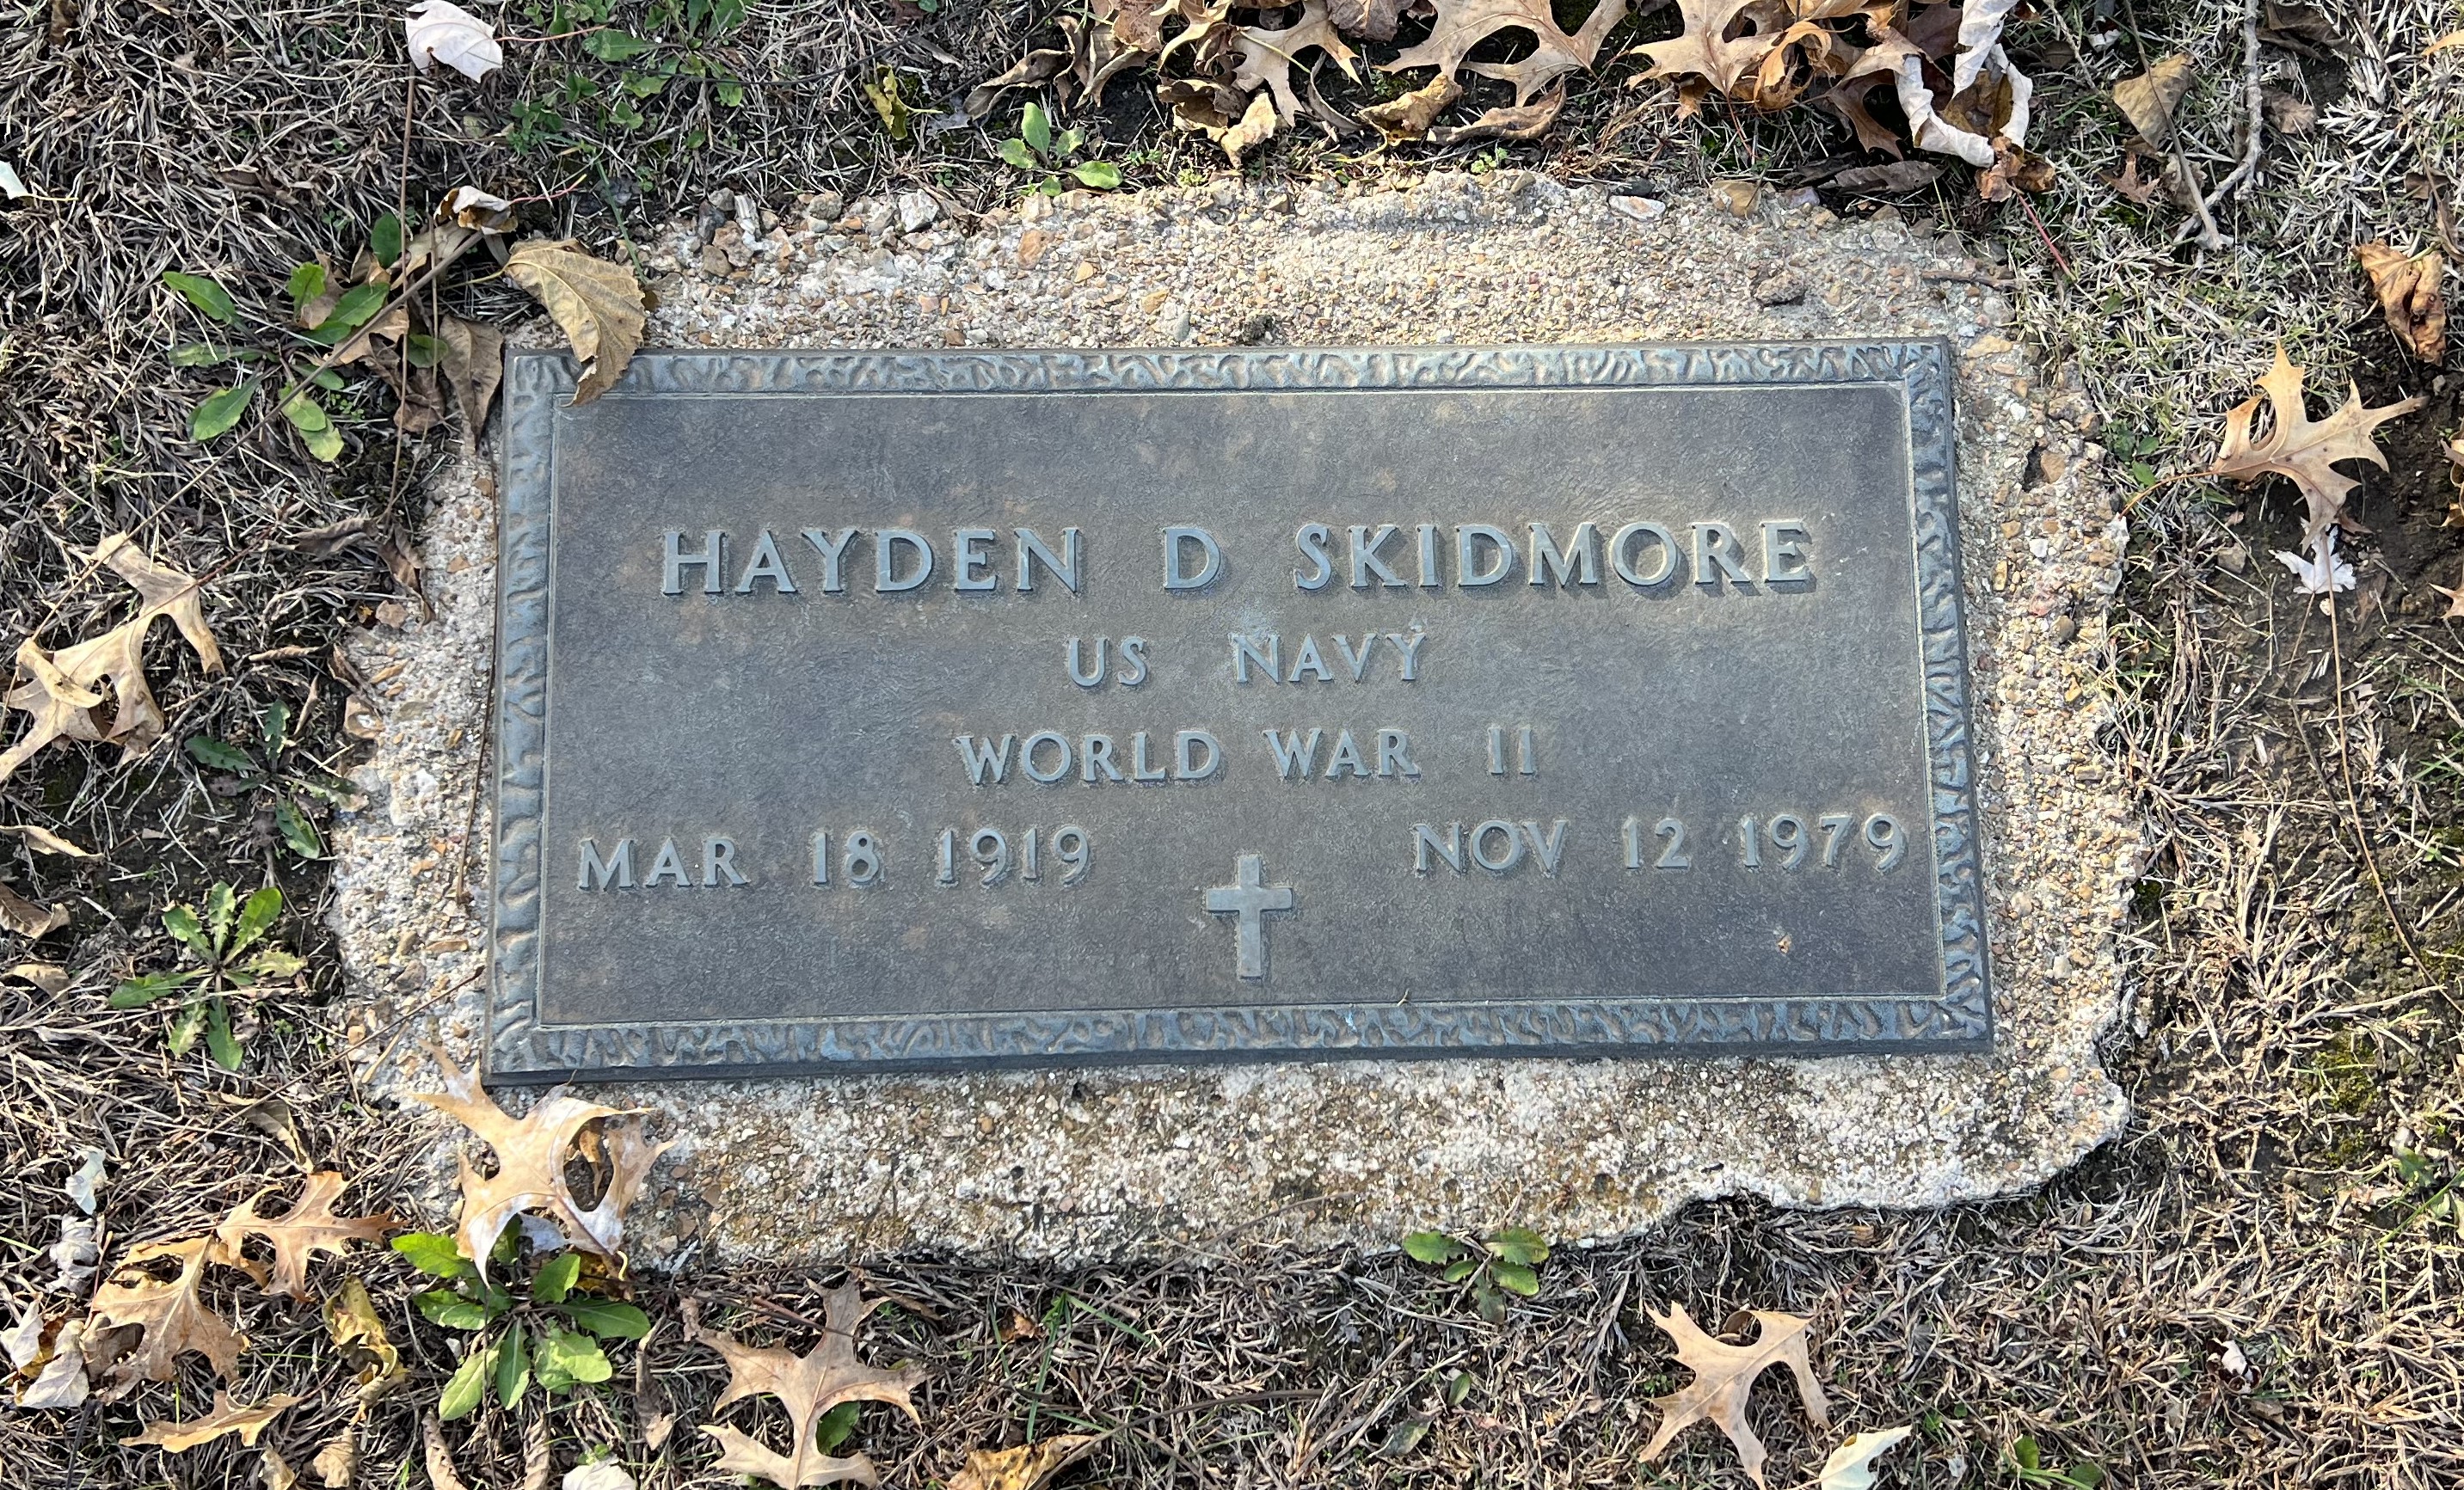 HAYDEN D SKIDMORE
US NAVY
WORLD WAR II
MAR 18 1919 NOV 12 1979